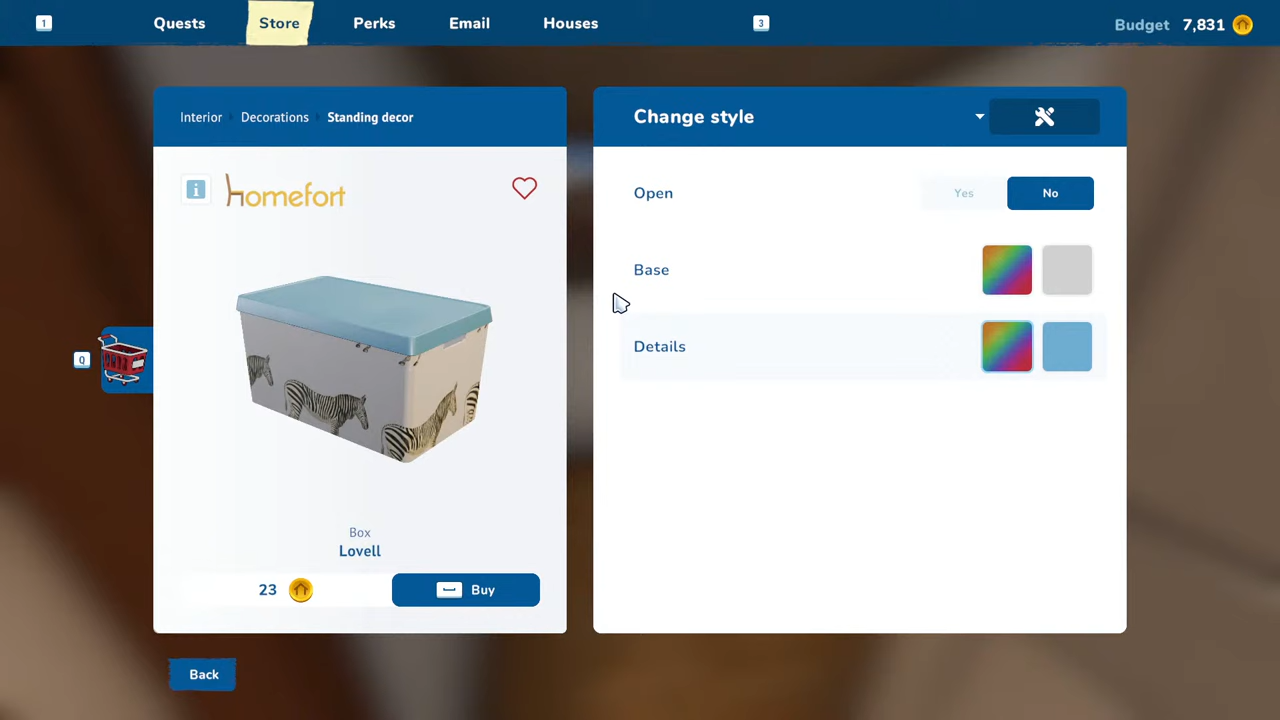 1 Quests Store Perks Email Houses 3 Budget 7,831
Interior Decorations Standing decor
Change style
i homefort
Open Yes No
Base
Q
Details
Box
Lovell
23 Buy
Back